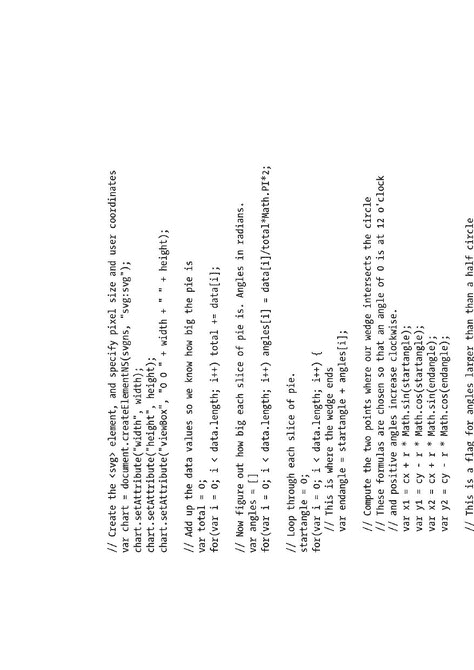 // Create the <svg> element, and specify pixel size and user coordinates
var chart = document.createElementNS(svgns, "svg:svg");
chart.setAttribute("width", width);
chart.setAttribute("height", height);
chart.setAttribute("viewBox", "0 0 " + width + " " + height);
// Add up the data values so we know how big the pie is
var total = 0;
for(var i = 0; i < data.length; i++) total += data[i];
// Now figure out how big each slice of pie is. Angles in radians.
var angles = []
for(var i = 0; i < data.length; i++) angles[i] = data[i]/total*Math.PI*2;
// Loop through each slice of pie.
startangle = 0;
for(var i = 0; i < data.length; i++) {
// This is where the wedge ends
var endangle = startangle + angles[i];
// Compute the two points where our wedge intersects the circle
// These formulas are chosen so that an angle of 0 is at 12 o'clock
// and positive angles increase clockwise.
var x1 = cx + r * Math.sin(startangle);
var y1 = cy - r * Math.cos(startangle);
var x2 = cx + r * Math.sin(endangle);
var y2 = cy - r * Math.cos(endangle);
// This is a flag for angles larger than than a half circle